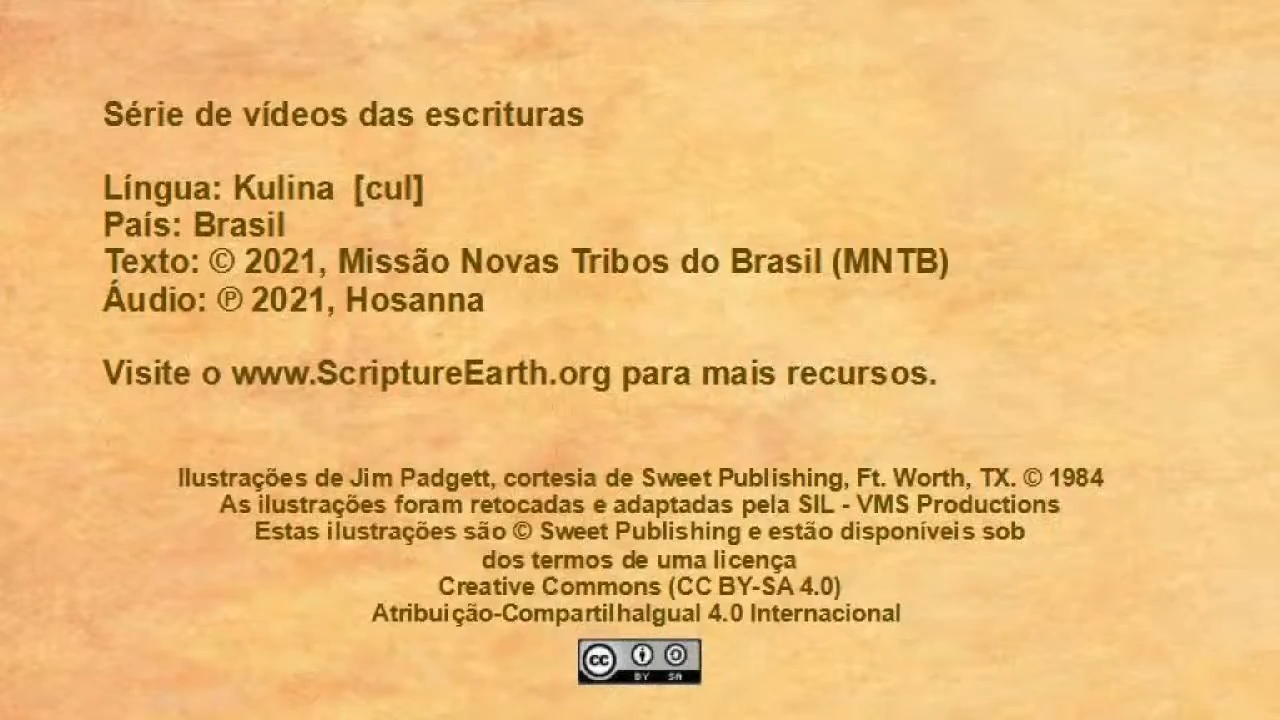 Série de vídeos das escrituras
Língua: Kulina [cul]
País: Brasil
Texto: © 2021, Missão Novas Tribos do Brasil (MNTB)
Áudio: ℗ 2021, Hosanna
Visite o www.ScriptureEarth.org para mais recursos.
Ilustrações de Jim Padgett, cortesia de Sweet Publishing, Ft. Worth, TX. © 1984
As ilustrações foram retocadas e adaptadas pela SIL - VMS Productions
Estas ilustrações são © Sweet Publishing e estão disponíveis sob
dos termos de uma licença
Creative Commons (CC BY-SA 4.0)
Atribuição-CompartilhaIgual 4.0 Internacional
cc BY SA